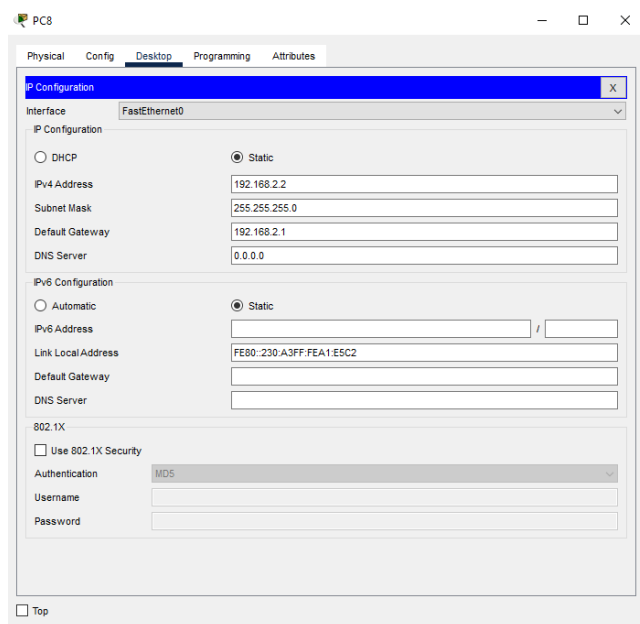 PC8
Physical Config Desktop Programming Attributes
IP Configuration X
Interface FastEthernet0
IP Configuration
DHCP Static
IPv4 Address 192.168.2.2
Subnet Mask 255.255.255.0
Default Gateway 192.168.2.1
DNS Server 0.0.0.0
IPv6 Configuration
Automatic Static
IPv6 Address /
Link Local Address FE80::230:A3FF:FEA1:E5C2
Default Gateway
DNS Server
802.1X
Use 802.1X Security
Authentication MD5
Username
Password
Top